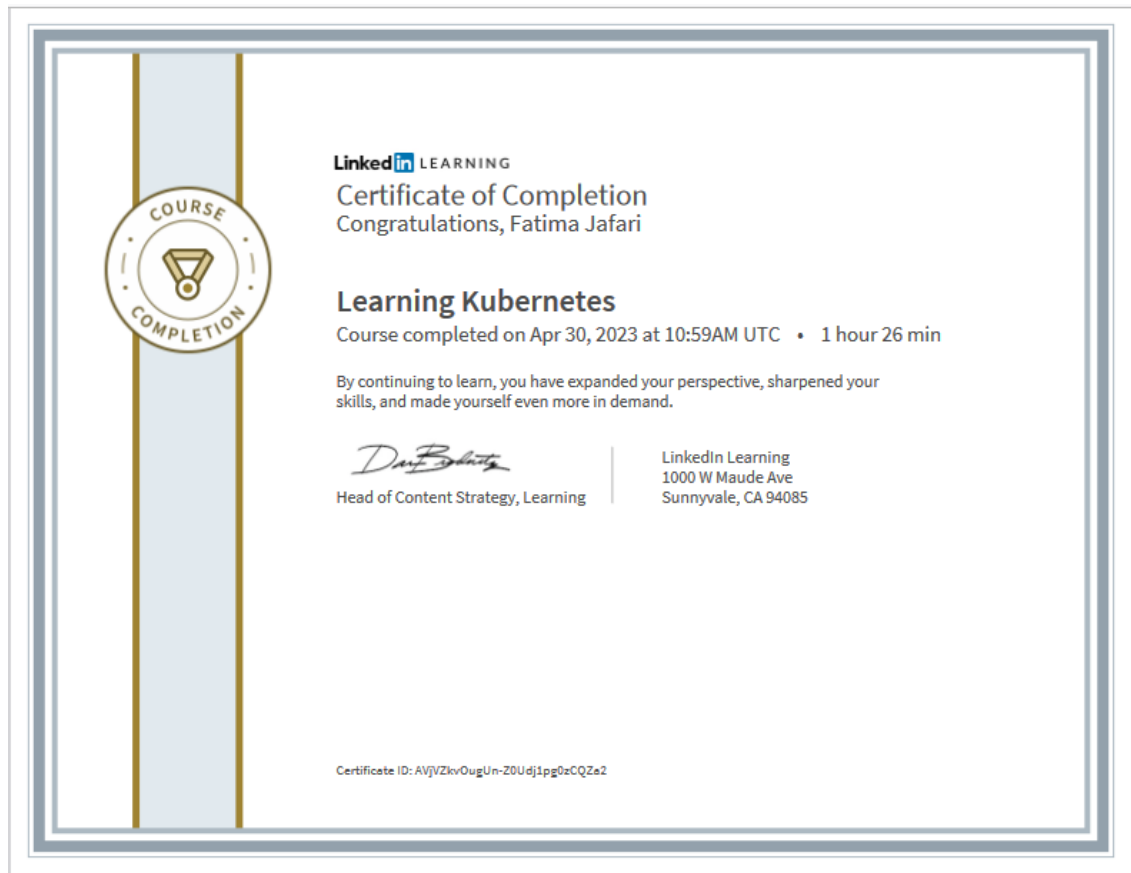 COURSE
COMPLETION
Linked in LEARNING
Certificate of Completion
Congratulations, Fatima Jafari
Learning Kubernetes
Course completed on Apr 30, 2023 at 10:59AM UTC • 1 hour 26 min
By continuing to learn, you have expanded your perspective, sharpened your
skills, and made yourself even more in demand.
Head of Content Strategy, Learning
LinkedIn Learning
1000 W Maude Ave
Sunnyvale, CA 94085
Certificate ID: AVjVZkvOugUn-Z0Udj1pg0zCQZa2